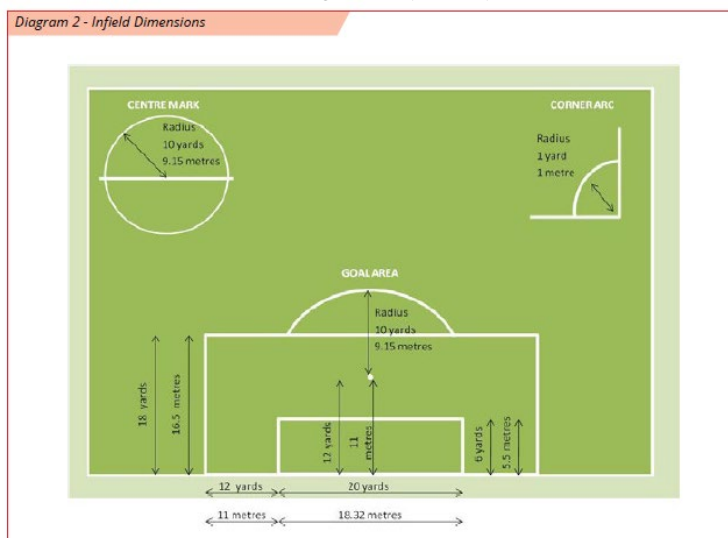 Diagram 2 - Infield Dimensions
CENTRE MARK
Radius
10 yards
9.15 metres
CORNER ARC
Radius
1 yard
1 metre
GOAL AREA
Radius
10 yards
9.15 metres
18 yards
16.5 metres
12 yards
11
metres
6 yards
5.5 metres
12 yards
20 yards
11 metres
18.32 metres